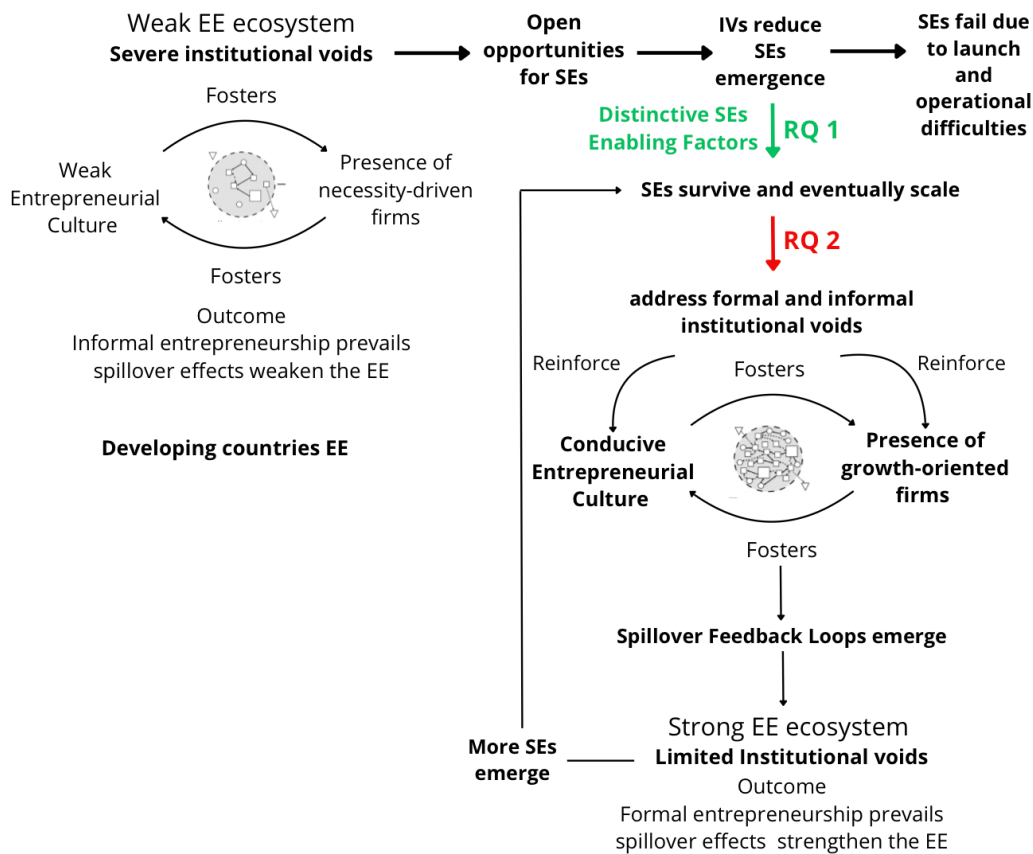 Weak EE ecosystem
Severe institutional voids
Fosters
Weak
Entrepreneurial
Culture
Presence of
necessity-driven
firms
Fosters
Outcome
Informal entrepreneurship prevails
spillover effects weaken the EE
Developing countries EE
Open
opportunities
for SEs
IVs reduce
SEs
emergence
SEs fail due
to launch
and
operational
difficulties
Distinctive SEs
Enabling Factors
RQ 1
SEs survive and eventually scale
RQ 2
address formal and informal
institutional voids
Reinforce
Fosters
Reinforce
Conducive
Entrepreneurial
Culture
Presence of
growth-oriented
firms
Fosters
Spillover Feedback Loops emerge
Strong EE ecosystem
Limited Institutional voids
More SEs
emerge
Outcome
Formal entrepreneurship prevails
spillover effects strengthen the EE